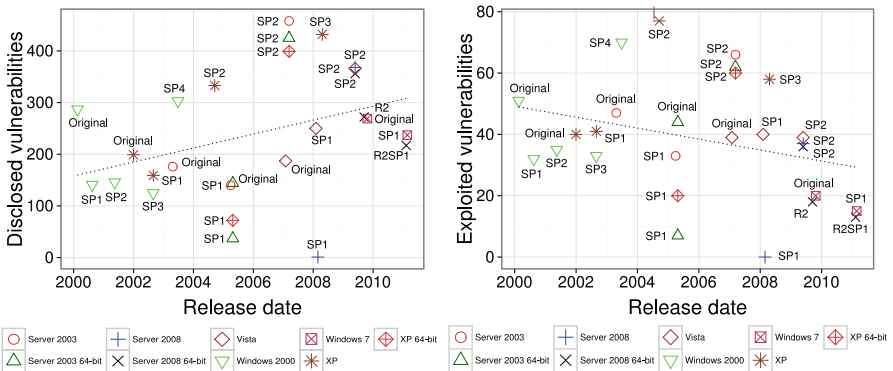 Disclosed vulnerabilities
400
300
200
100
0
2000
2002
2004
2006
2008
2010
Release date
Original
SP1
SP2
SP3
SP4
Original
SP1
Original
SP2
SP1
Original
SP1
SP1
SP2
SP2
SP2
SP3
Original
SP1
SP1
SP2
SP2
SP2
R2
Original
SP1
R2SP1
Server 2003
Server 2008
Vista
Windows 7
XP 64-bit
Server 2003 64-bit
Server 2008 64-bit
Windows 2000
XP
Exploited vulnerabilities
80
60
40
20
0
2000
2002
2004
2006
2008
2010
Release date
Original
SP1
SP2
SP3
SP4
Original
SP1
Original
SP2
Original
SP1
SP1
SP1
SP2
SP2
SP2
SP3
Original
SP1
SP1
SP2
SP2
SP2
Original
R2
SP1
R2SP1
Server 2003
Server 2008
Vista
Windows 7
XP 64-bit
Server 2003 64-bit
Server 2008 64-bit
Windows 2000
XP